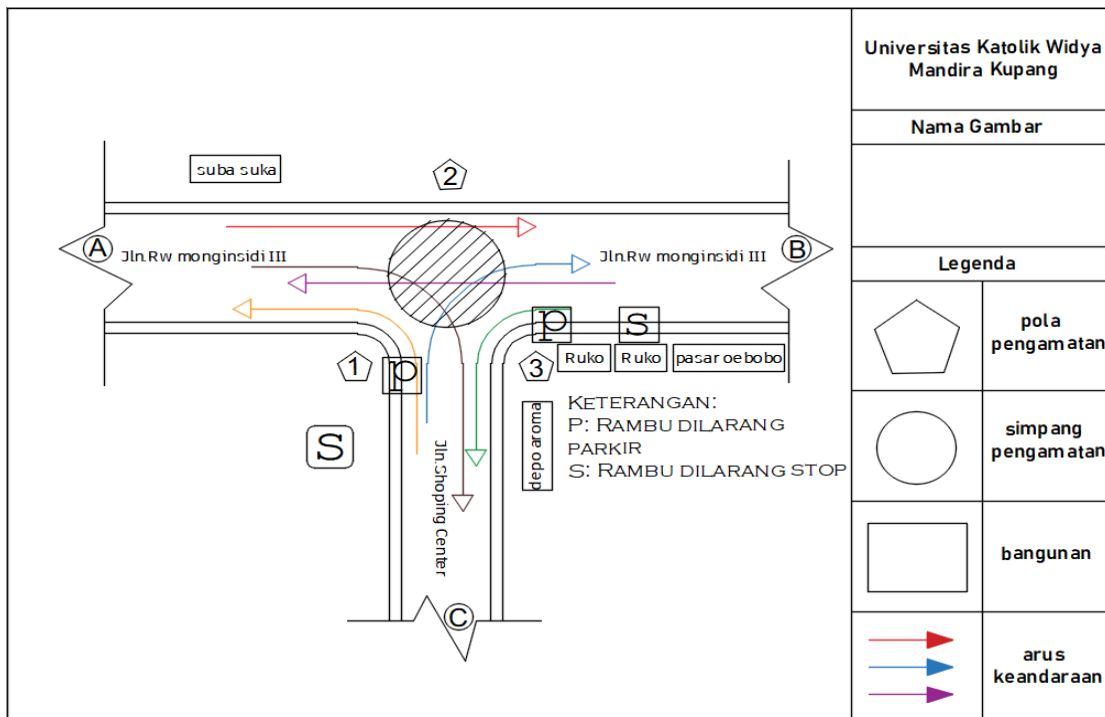 suba suka
2
A
Jln.Rw monginsidi III
Jln.Rw monginsidi III
B
P
S
1
P
3
Ruko
Ruko
pasar oebobo
S
Jln.Shoping Center
depo aroma
KETERANGAN:
P: RAMBU DILARANG
PARKIR
S: RAMBU DILARANG STOP
C
Universitas Katolik Widya
Mandira Kupang
Nama Gambar
Legenda
pola
pengamatan
simpang
pengamatan
bangunan
arus
keandaraan